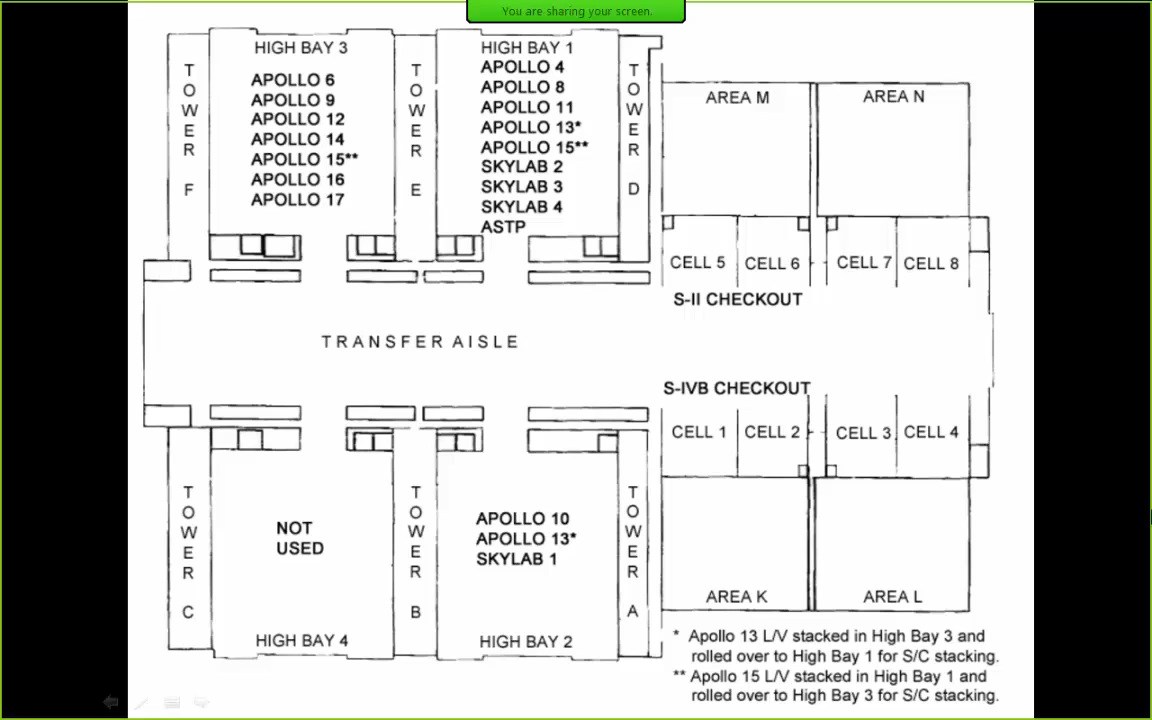 You are sharing your screen.
HIGH BAY 3
APOLLO 6
APOLLO 9
APOLLO 12
APOLLO 14
APOLLO 15**
APOLLO 16
APOLLO 17
HIGH BAY 1
APOLLO 4
APOLLO 8
APOLLO 11
APOLLO 13*
APOLLO 15**
SKYLAB 2
SKYLAB 3
SKYLAB 4
ASTP
TOWER F
TOWER E
TOWER D
AREA M
AREA N
CELL 5
CELL 6
CELL 7
CELL 8
S-II CHECKOUT
TRANSFER AISLE
S-IVB CHECKOUT
CELL 1
CELL 2
CELL 3
CELL 4
TOWER C
NOT
USED
HIGH BAY 4
TOWER B
APOLLO 10
APOLLO 13*
SKYLAB 1
HIGH BAY 2
TOWER A
AREA K
AREA L
* Apollo 13 L/V stacked in High Bay 3 and
rolled over to High Bay 1 for S/C stacking.
** Apollo 15 L/V stacked in High Bay 1 and
rolled over to High Bay 3 for S/C stacking.